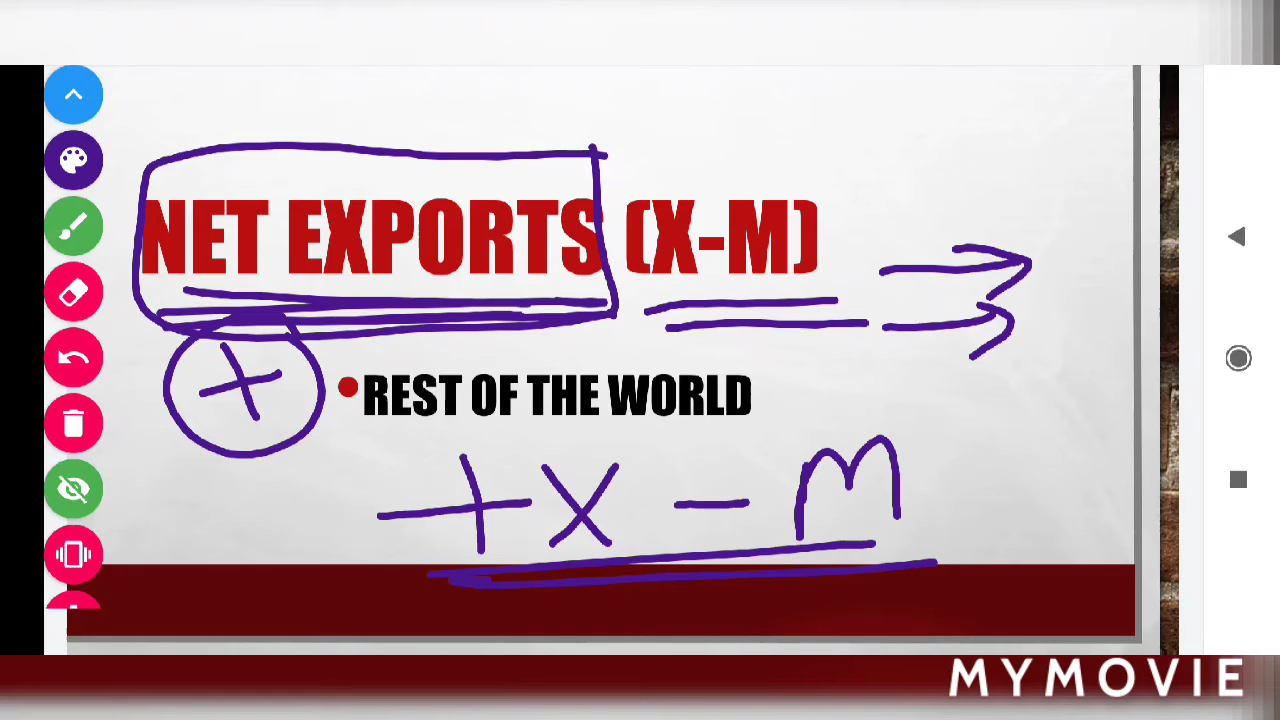 NET EXPORTS (X-M)
+
•REST OF THE WORLD
+X-M
MYMOVIE